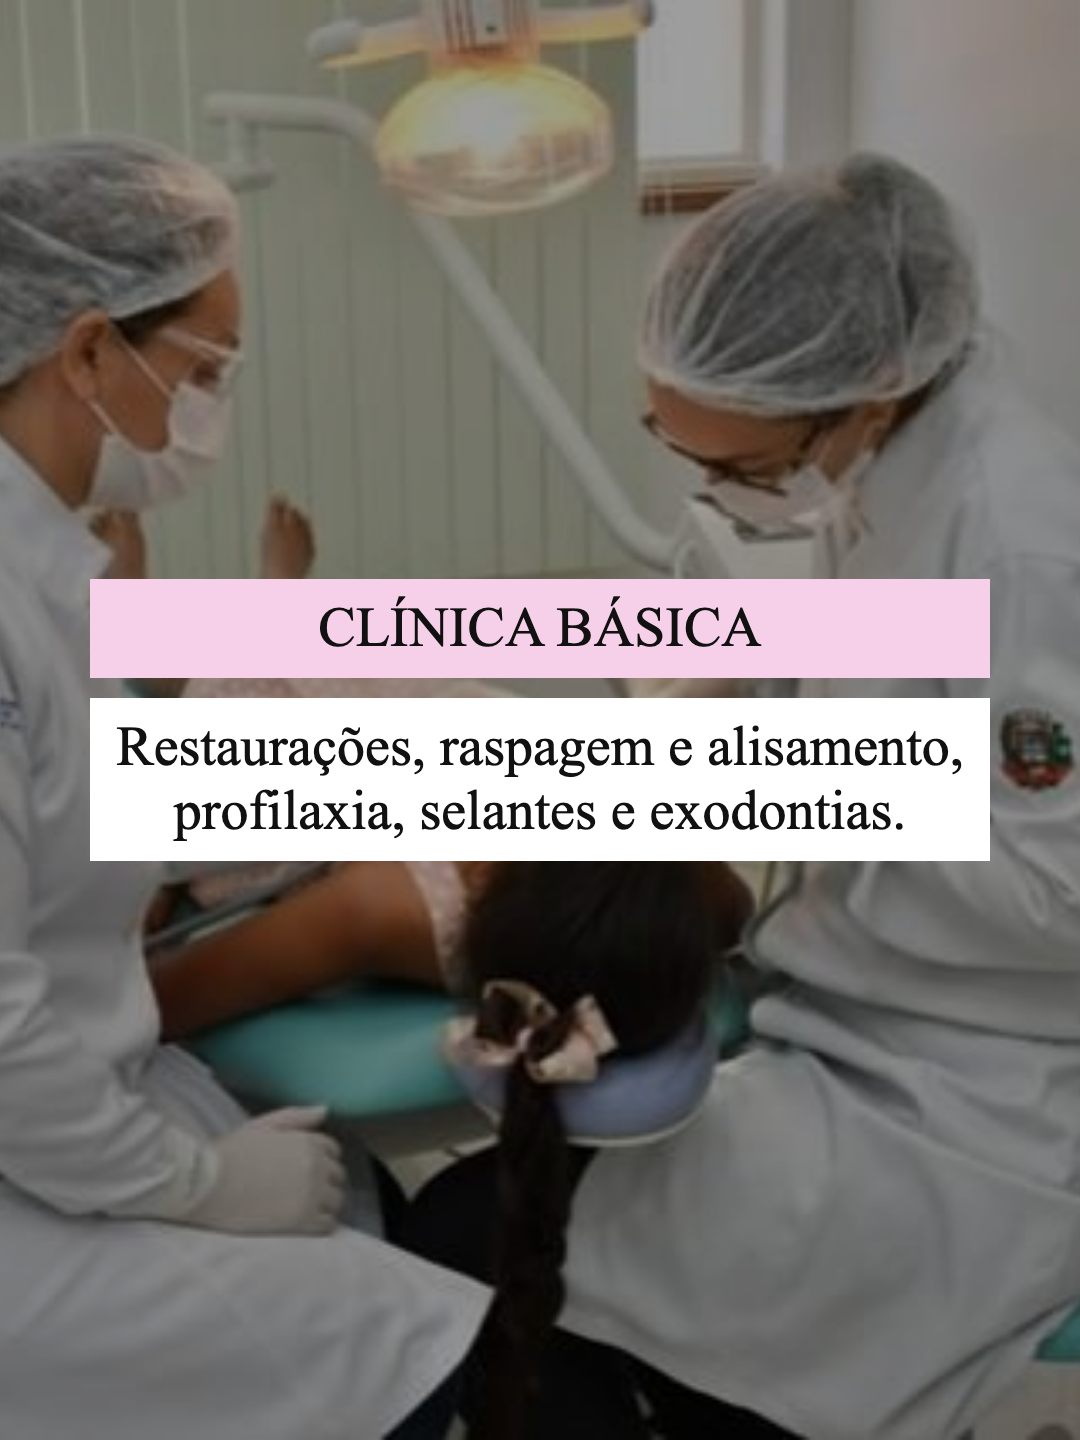 CLÍNICA BÁSICA
Restaurações, raspagem e alisamento,
profilaxia, selantes e exodontias.